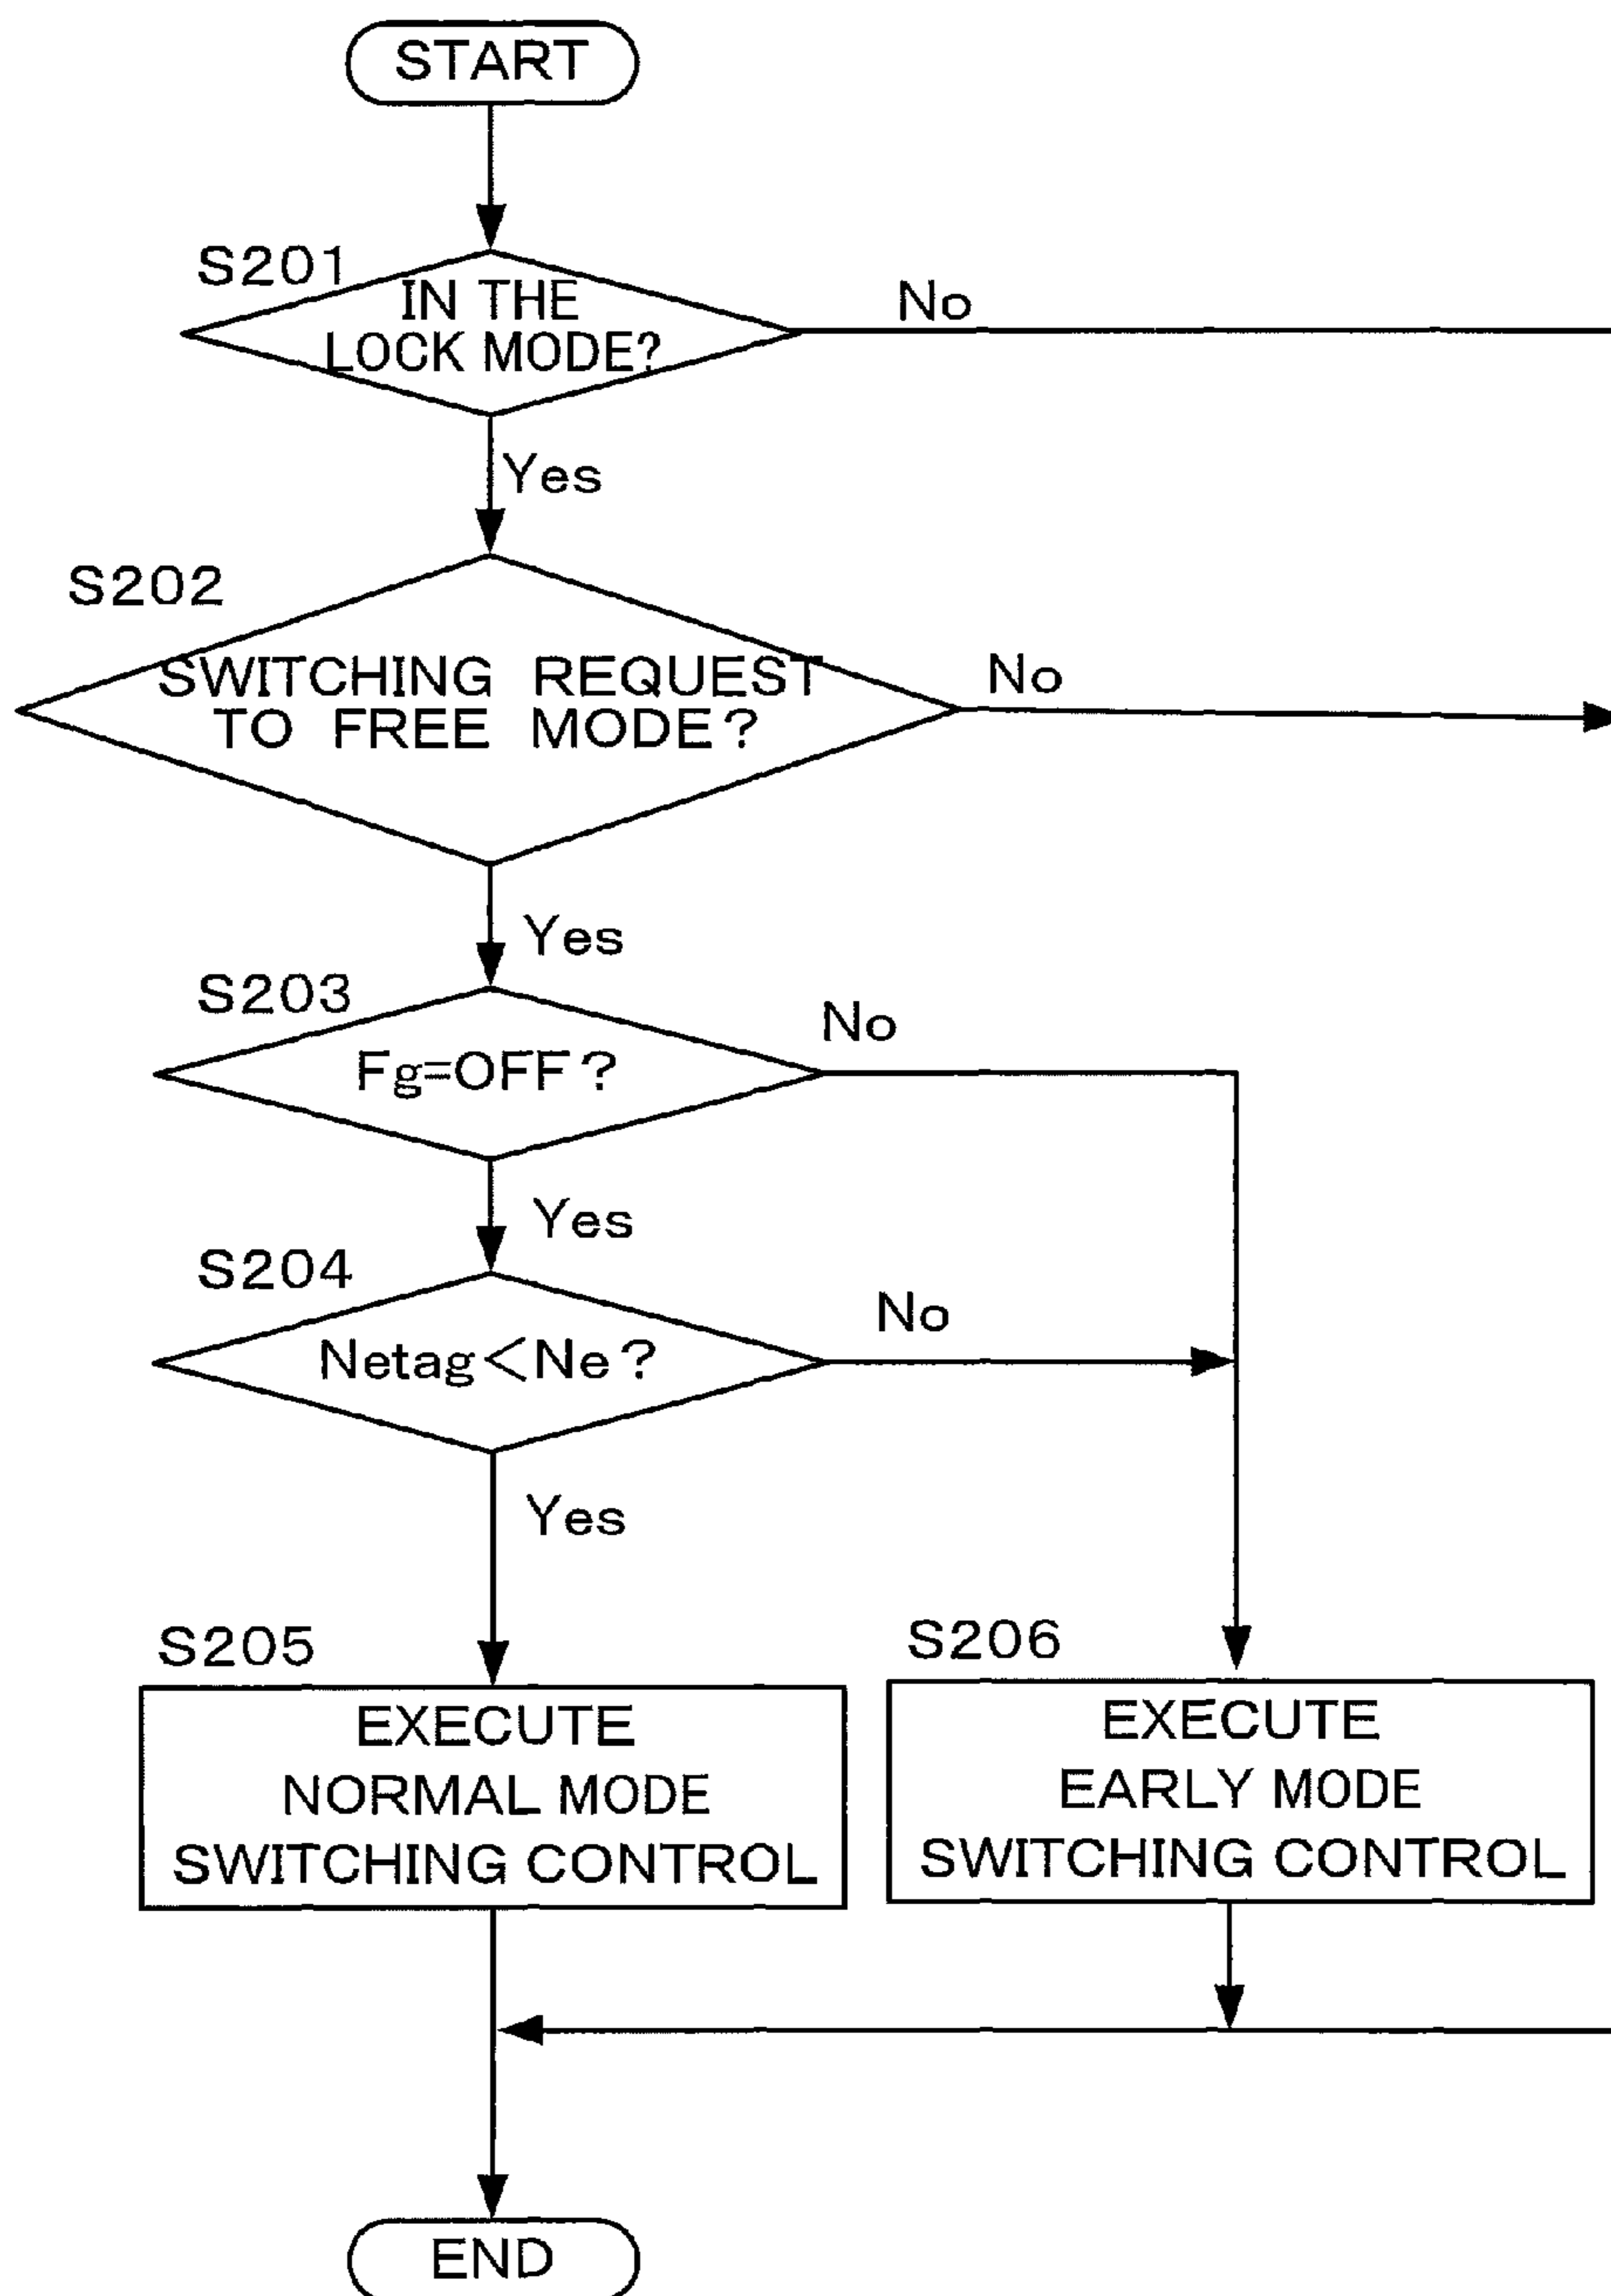 START
S201
IN THE
LOCK MODE?
No
Yes
S202
SWITCHING REQUEST
TO FREE MODE?
No
Yes
S203
Fg=OFF?
No
Yes
S204
Netag<Ne?
No
Yes
S205
EXECUTE
NORMAL MODE
SWITCHING CONTROL
S206
EXECUTE
EARLY MODE
SWITCHING CONTROL
END